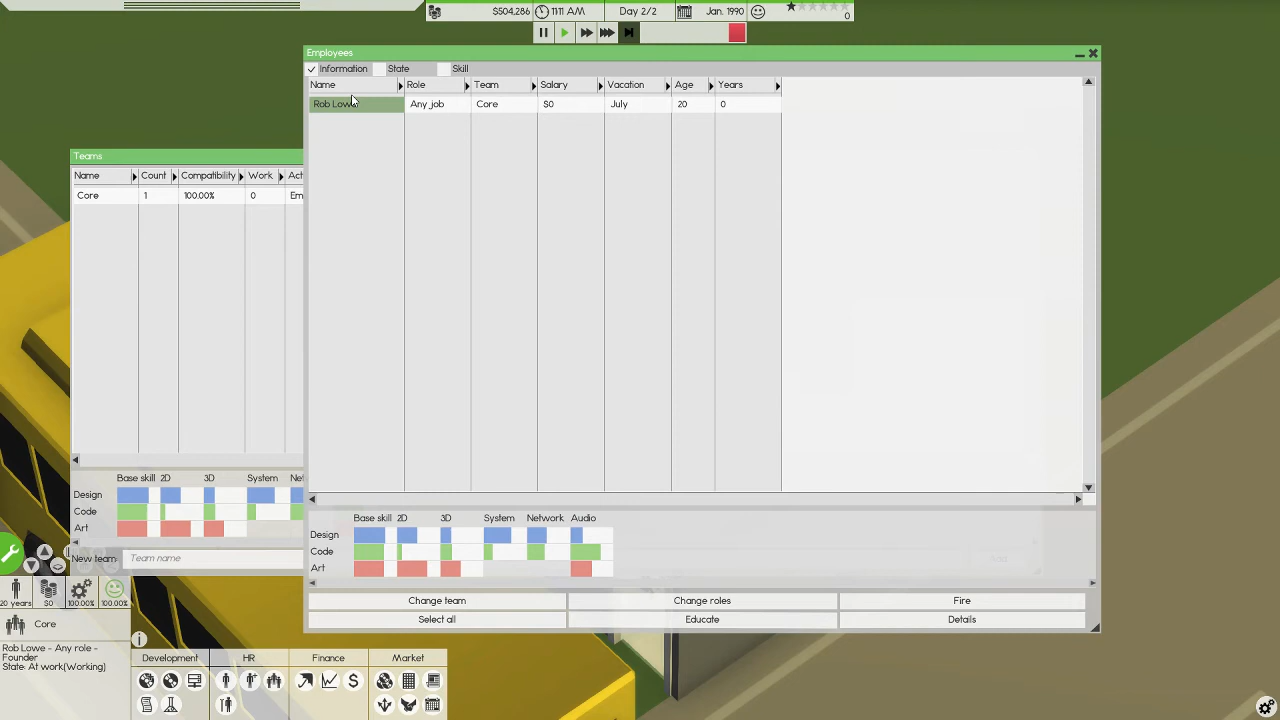 $504,286 11:11 AM Day 2/2 Jan. 1990 0
Employees
Information State Skill
Name Role Team Salary Vacation Age Years
Rob Lowe Any job Core $0 July 20 0
Teams
Name Count Compatibility Work
Core 1 100.00% 0
Base skill 2D 3D System
Design
Code
Art
New team: Team name
Base skill 2D 3D System Network Audio
Design
Code
Art
Change team Change roles Fire
Select all Educate Details
20 years $0 100.00% 100.00%
Core
Rob Lowe - Any role -
Founder
State: At work(Working)
Development HR Finance Market